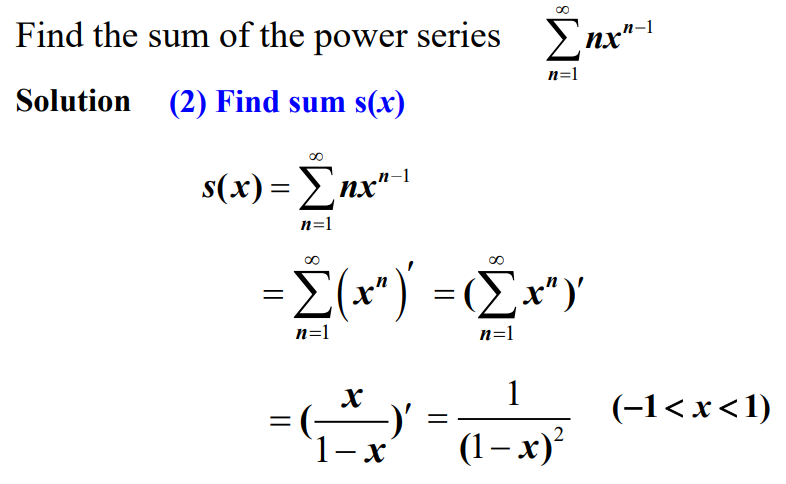 Find the sum of the power series $\sum_{n=1}^{\infty} nx^{n-1}$
Solution (2) Find sum s(x)
$s(x) = \sum_{n=1}^{\infty} nx^{n-1}$
$= \sum_{n=1}^{\infty} \left( x^n \right)' = (\sum_{n=1}^{\infty} x^n)'$
$= (\frac{x}{1-x})' = \frac{1}{(1-x)^2} \quad (-1 < x < 1)$